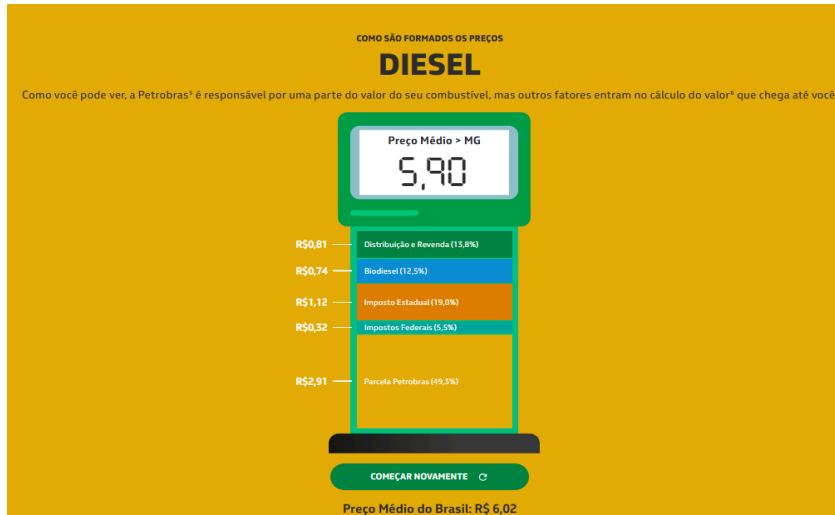 COMO SÃO FORMADOS OS PREÇOS
DIESEL
Como você pode ver, a Petrobras⁵ é responsável por uma parte do valor do seu combustível, mas outros fatores entram no cálculo do valor⁶ que chega até você
Preço Médio > MG
5,90
R$0,81 Distribuição e Revenda (13,8%)
R$0,74 Biodiesel (12,5%)
R$1,12 Imposto Estadual (19,0%)
R$0,32 Impostos Federais (5,5%)
R$2,91 Parcela Petrobras (49,3%)
COMEÇAR NOVAMENTE
Preço Médio do Brasil: R$ 6,02